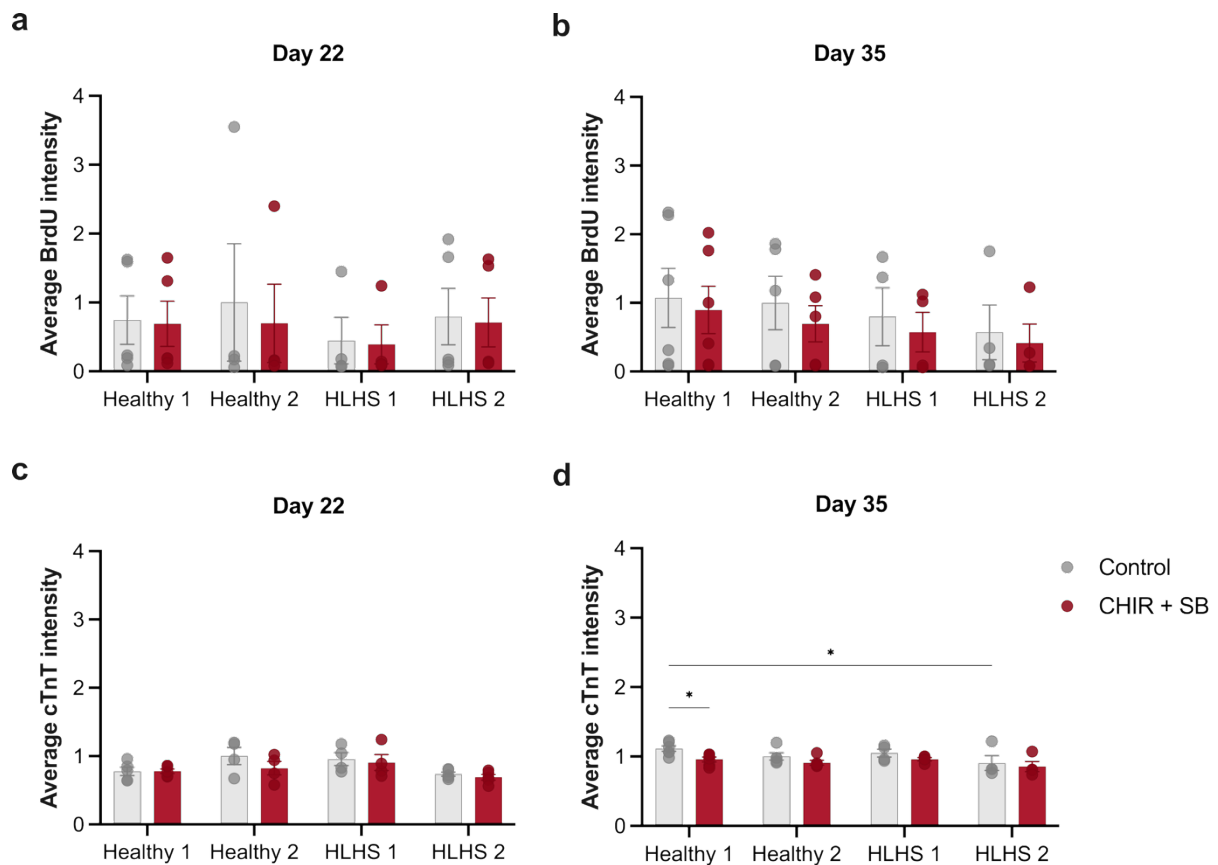 a
Day 22
Average BrdU intensity
4
3
2
1
0
Healthy 1 Healthy 2 HLHS 1 HLHS 2
b
Day 35
Average BrdU intensity
4
3
2
1
0
Healthy 1 Healthy 2 HLHS 1 HLHS 2
c
Day 22
Average cTnT intensity
4
3
2
1
0
Healthy 1 Healthy 2 HLHS 1 HLHS 2
d
Day 35
Average cTnT intensity
4
3
2
1
0
*
*
Healthy 1 Healthy 2 HLHS 1 HLHS 2
Control
CHIR + SB